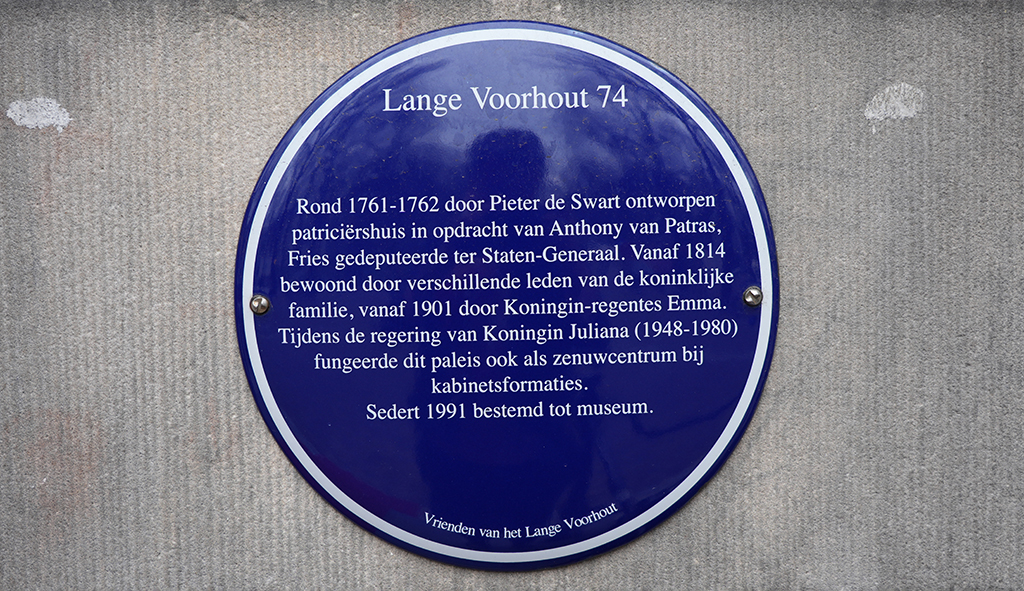 Lange Voorhout 74
Rond 1761-1762 door Pieter de Swart ontworpen
patriciërshuis in opdracht van Anthony van Patras,
Fries gedeputeerde ter Staten-Generaal. Vanaf 1814
bewoond door verschillende leden van de koninklijke
familie, vanaf 1901 door Koningin-regentes Emma.
Tijdens de regering van Koningin Juliana (1948-1980)
fungeerde dit paleis ook als zenuwcentrum bij
kabinetsformaties.
Sedert 1991 bestemd tot museum.
Vrienden van het Lange Voorhout